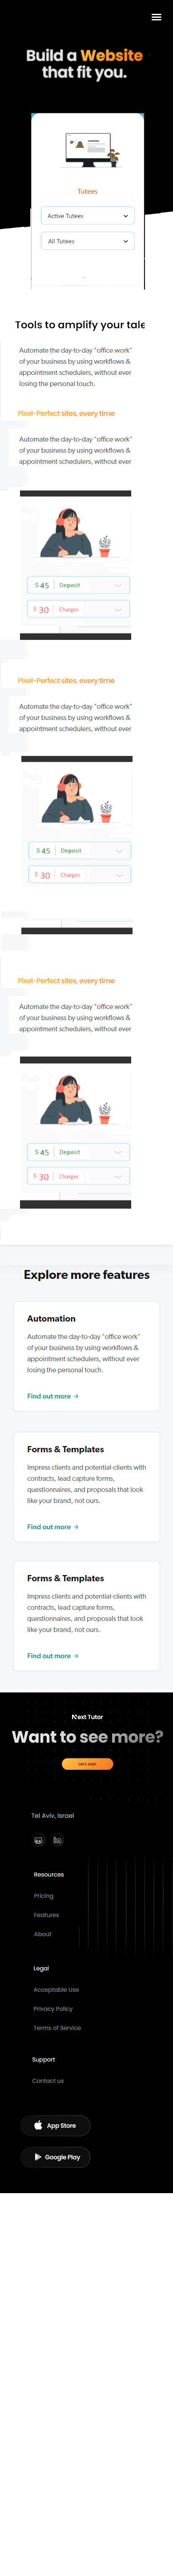 Build a Website
that fit you.
Tutees
Active Tutees
All Tutees
Tools to amplify your tale
Automate the day-to-day "office work"
of your business by using workflows &
appointment schedulers, without ever
losing the personal touch.
Pixel-Perfect sites, every time
Automate the day-to-day "office work"
of your business by using workflows &
appointment schedulers, without ever
$ 45 Deposit
$ 30 Charges
Pixel-Perfect sites, every time
Automate the day-to-day "office work"
of your business by using workflows &
appointment schedulers, without ever
$ 45 Deposit
$ 30 Charges
Pixel-Perfect sites, every time
Automate the day-to-day "office work"
of your business by using workflows &
appointment schedulers, without ever
$ 45 Deposit
$ 30 Charges
Explore more features
Automation
Automate the day-to-day "office work"
of your business by using workflows &
appointment schedulers, without ever
losing the personal touch.
Find out more →
Forms & Templates
Impress clients and potential-clients with
contracts, lead capture forms,
questionnaires, and proposals that look
like your brand, not ours.
Find out more →
Forms & Templates
Impress clients and potential-clients with
contracts, lead capture forms,
questionnaires, and proposals that look
like your brand, not ours.
Find out more →
Next Tutor
Want to see more?
Let's start
Tel Aviv, Israel
Resources
Pricing
Features
About
Legal
Acceptable Use
Privacy Policy
Terms of Service
Support
Contact us
App Store
Google Play